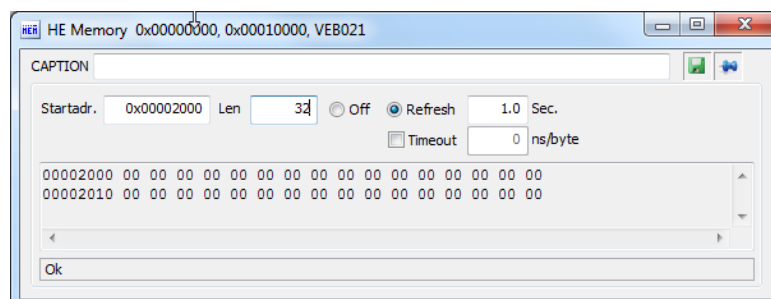 HEX HE Memory 0x00000000, 0x00010000, VEB021
CAPTION
Startadr. 0x00002000 Len 32 Off Refresh 1.0 Sec.
Timeout 0 ns/byte
00002000 00 00 00 00 00 00 00 00 00 00 00 00 00 00 00 00
00002010 00 00 00 00 00 00 00 00 00 00 00 00 00 00 00 00
Ok